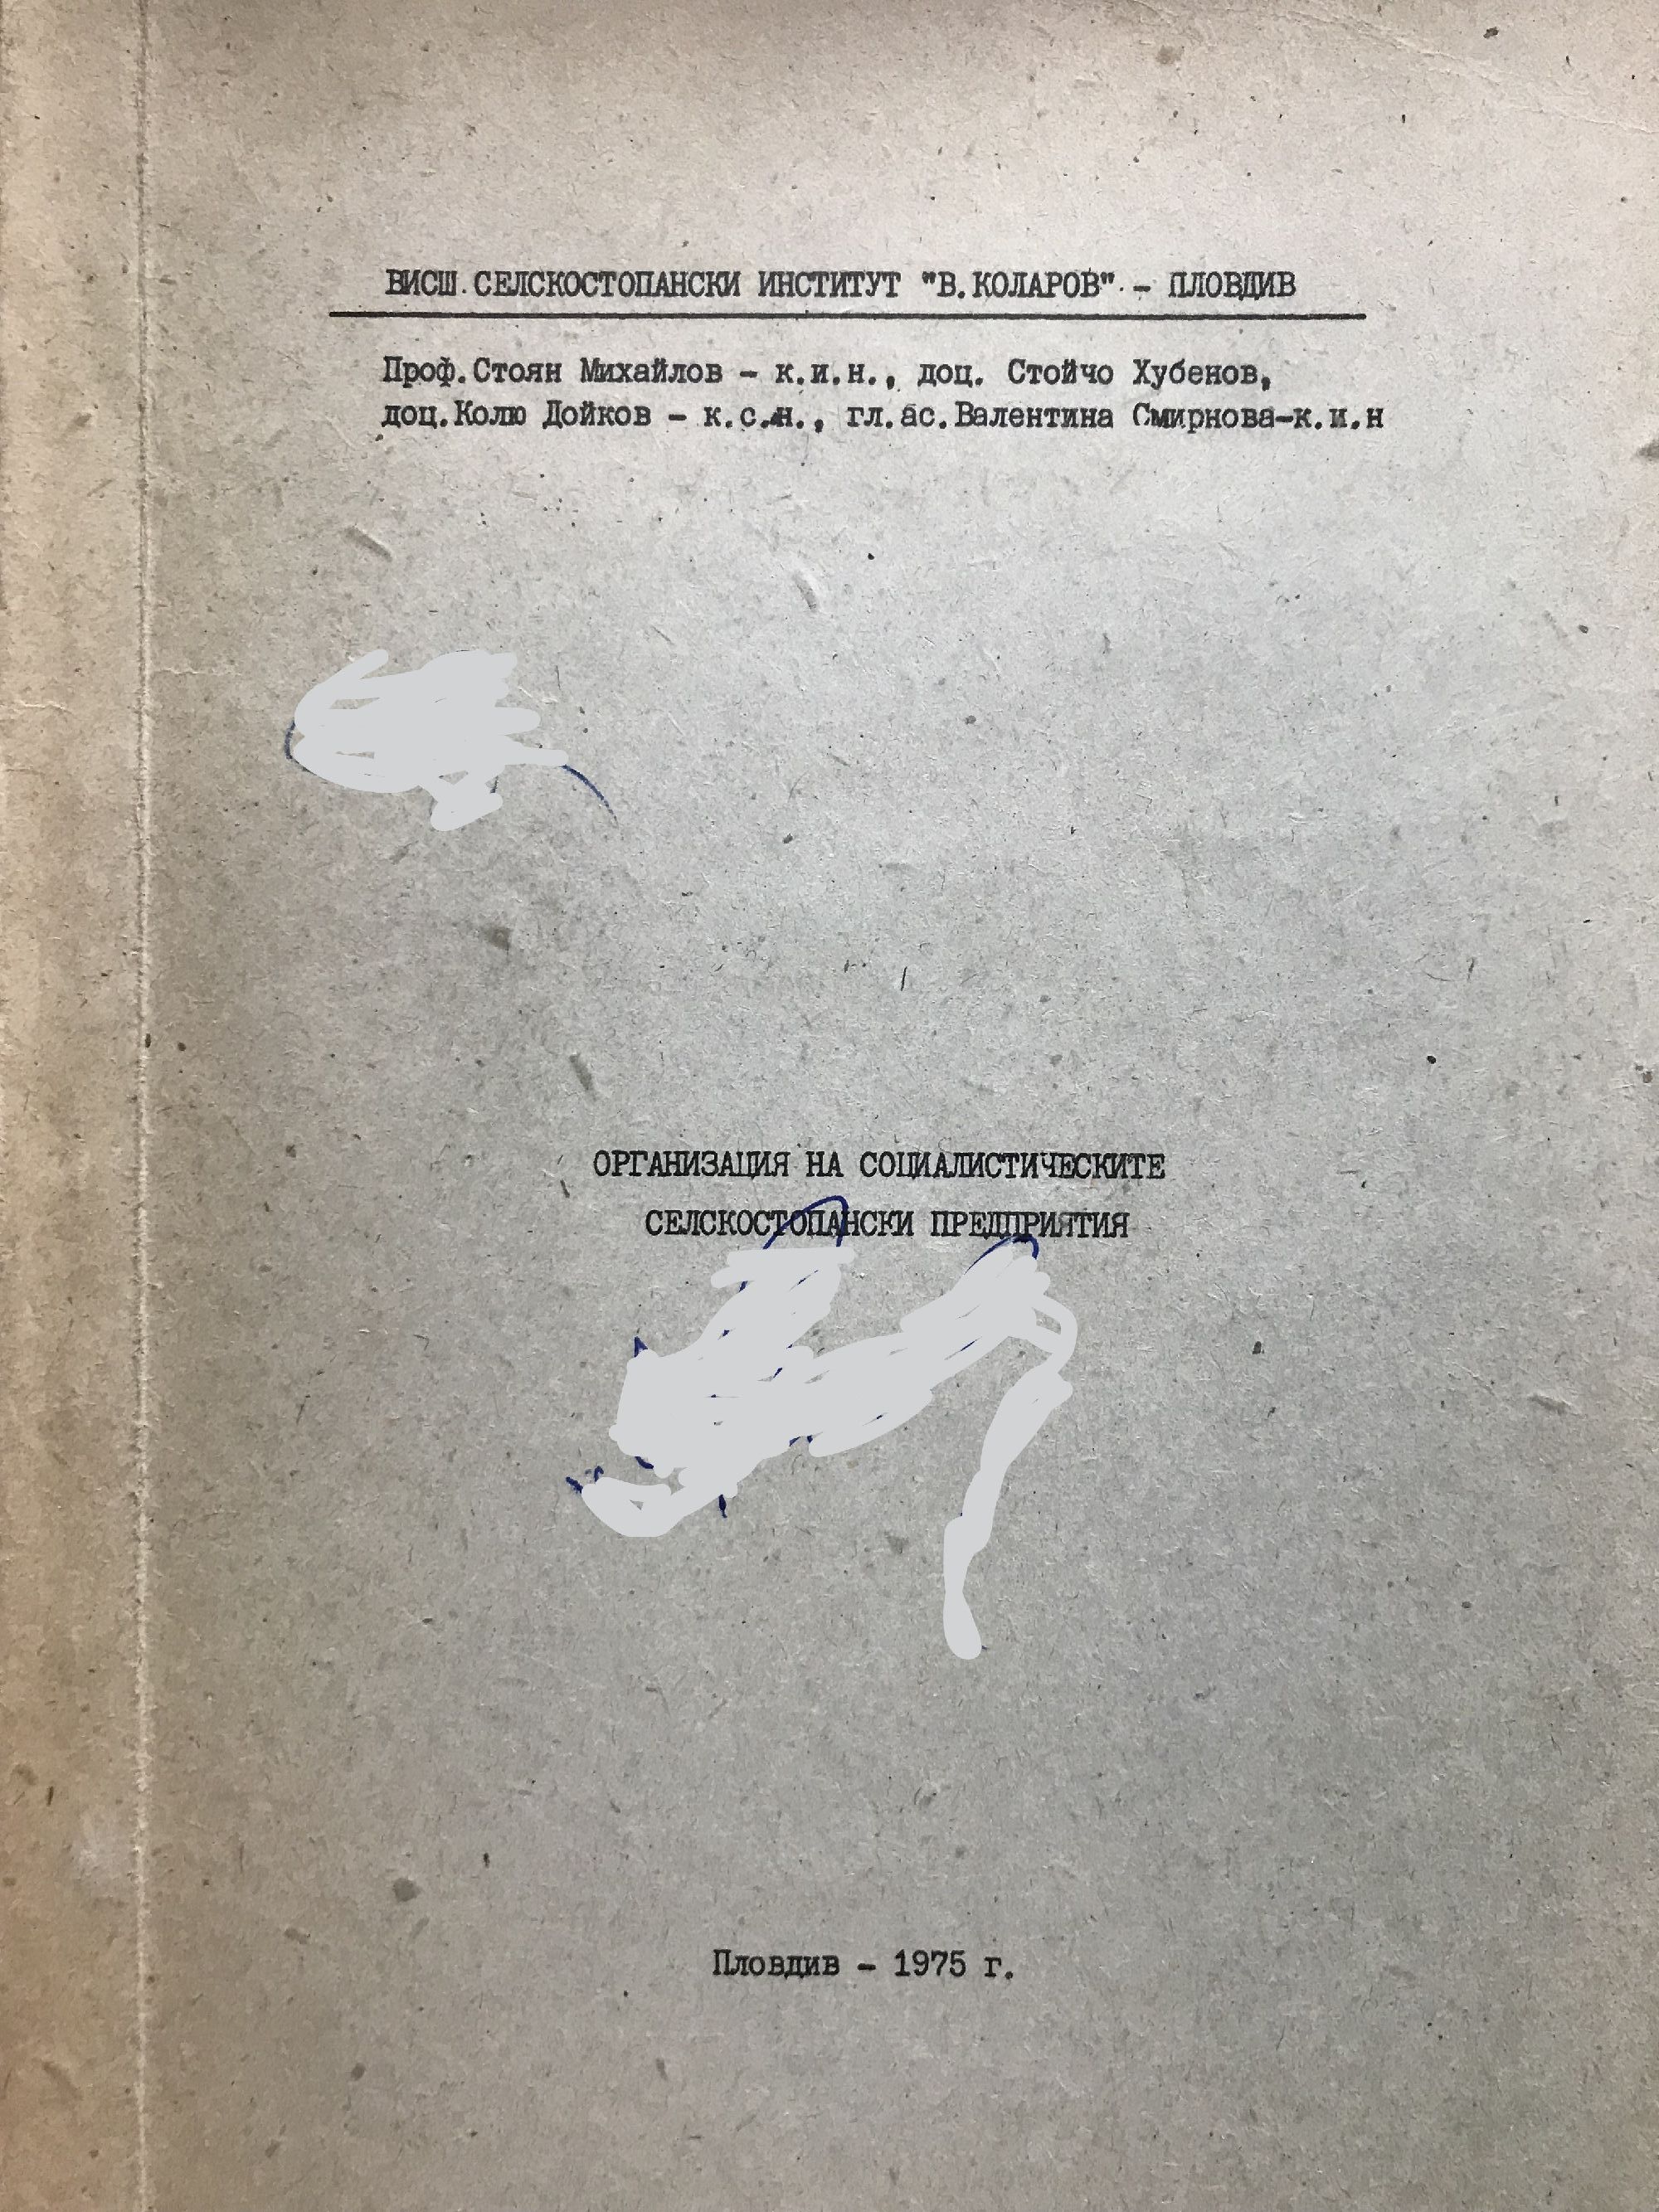 ВИСШ СЕЛСКОСТОПАНСКИ ИНСТИТУТ "В.КОЛАРОВ" - ПЛОВДИВ
Проф.Стоян Михайлов - к.и.н., доц. Стойчо Хубенов,
доц.Колю Дойков - к.с.н., гл.ас.Валентина Смирнова-к.и.н
ОРГАНИЗАЦИЯ НА СОЦИАЛИСТИЧЕСКИТЕ
СЕЛСКОСТОПАНСКИ ПРЕДПРИЯТИЯ
Пловдив - 1975 г.